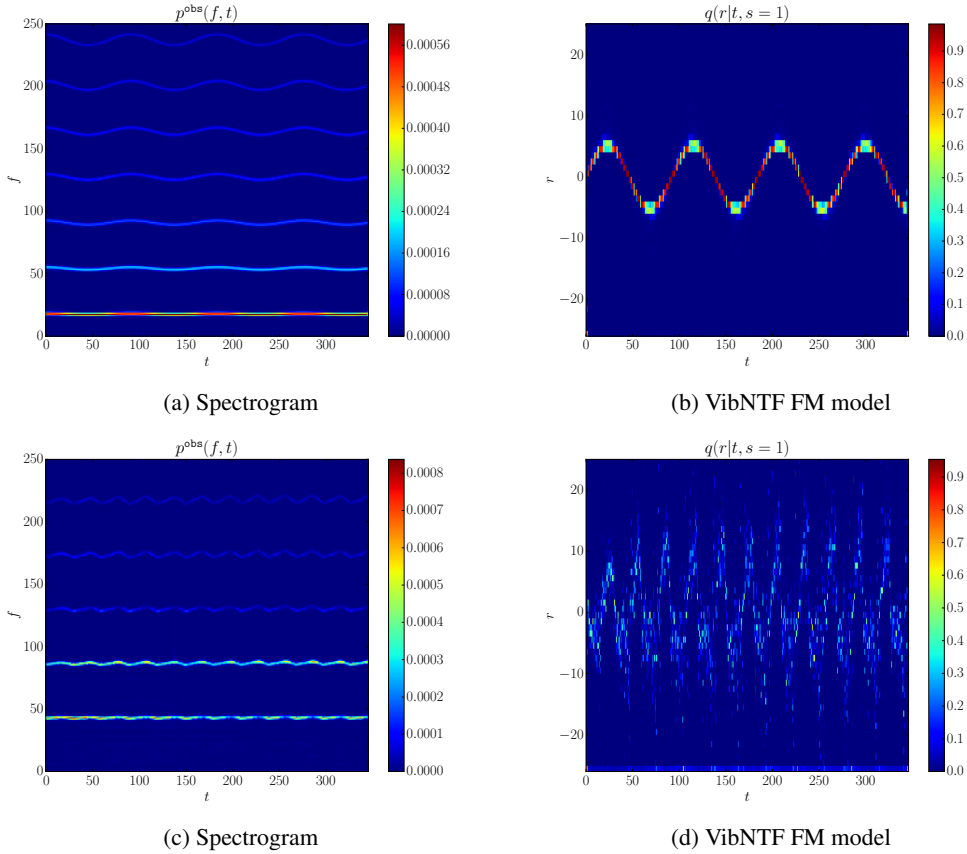 p^obs(f, t)
q(r|t, s = 1)
250
200
150
100
50
0
f
0 50 100 150 200 250 300
t
0.00056
0.00048
0.00040
0.00032
0.00024
0.00016
0.00008
0.00000
20
10
0
−10
−20
r
0 50 100 150 200 250 300
t
0.9
0.8
0.7
0.6
0.5
0.4
0.3
0.2
0.1
0.0
(a) Spectrogram
(b) VibNTF FM model
p^obs(f, t)
q(r|t, s = 1)
250
200
150
100
50
0
f
0 50 100 150 200 250 300
t
0.0008
0.0007
0.0006
0.0005
0.0004
0.0003
0.0002
0.0001
0.0000
20
10
0
−10
−20
r
0 50 100 150 200 250 300
t
0.9
0.8
0.7
0.6
0.5
0.4
0.3
0.2
0.1
0.0
(c) Spectrogram
(d) VibNTF FM model